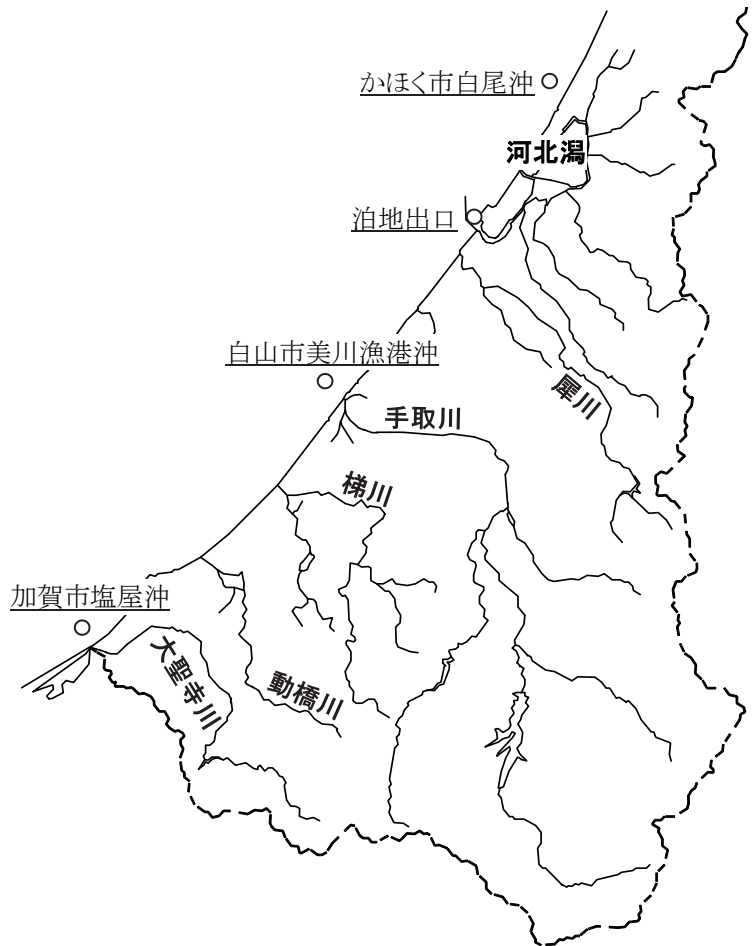 かほく市白尾沖
河北潟
泊地出口
白山市美川漁港沖
犀川
手取川
梯川
加賀市塩屋沖
大聖寺川
動橋川